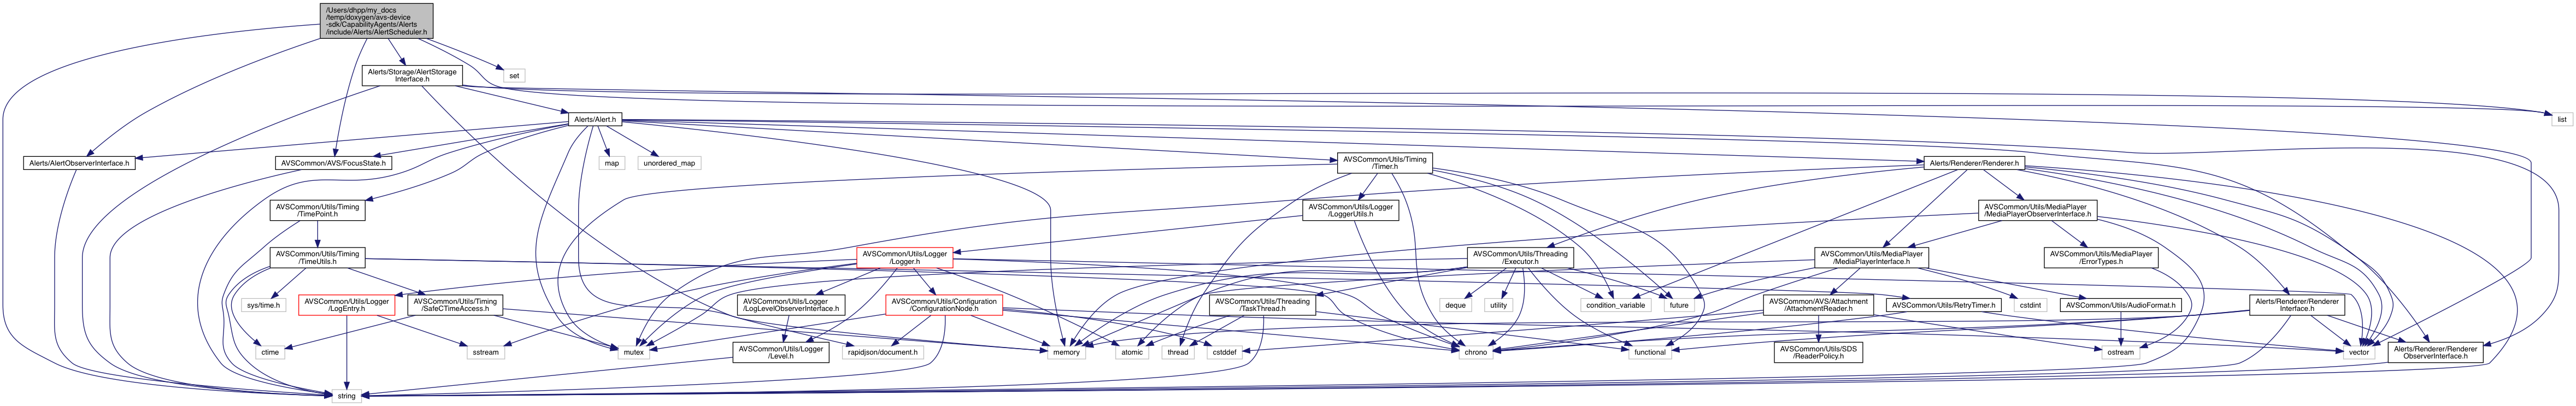 /Users/dhpp/my_docs
/temp/doxygen/avs-device
-sdk/CapabilityAgents/Alerts
/include/Alerts/AlertScheduler.h
Alerts/Storage/AlertStorage
Interface.h
set
Alerts/Alert.h
list
Alerts/AlertObserverInterface.h
AVSCommon/AVS/FocusState.h
map
unordered_map
AVSCommon/Utils/Timing
/Timer.h
Alerts/Renderer/Renderer.h
AVSCommon/Utils/Timing
/TimePoint.h
AVSCommon/Utils/Logger
/LoggerUtils.h
AVSCommon/Utils/MediaPlayer
/MediaPlayerObserverInterface.h
AVSCommon/Utils/Timing
/TimeUtils.h
AVSCommon/Utils/Logger
/Logger.h
AVSCommon/Utils/Threading
/Executor.h
AVSCommon/Utils/MediaPlayer
/MediaPlayerInterface.h
AVSCommon/Utils/MediaPlayer
/ErrorTypes.h
sys/time.h
AVSCommon/Utils/Logger
/LogEntry.h
AVSCommon/Utils/Timing
/SafeCTimeAccess.h
AVSCommon/Utils/Logger
/LogLevelObserverInterface.h
AVSCommon/Utils/Configuration
/ConfigurationNode.h
AVSCommon/Utils/Threading
/TaskThread.h
deque
utility
condition_variable
future
AVSCommon/AVS/Attachment
/AttachmentReader.h
AVSCommon/Utils/RetryTimer.h
cstdint
AVSCommon/Utils/AudioFormat.h
Alerts/Renderer/Renderer
Interface.h
ctime
sstream
mutex
AVSCommon/Utils/Logger
/Level.h
rapidjson/document.h
memory
atomic
thread
cstddef
chrono
functional
AVSCommon/Utils/SDS
/ReaderPolicy.h
ostream
vector
Alerts/Renderer/Renderer
ObserverInterface.h
string